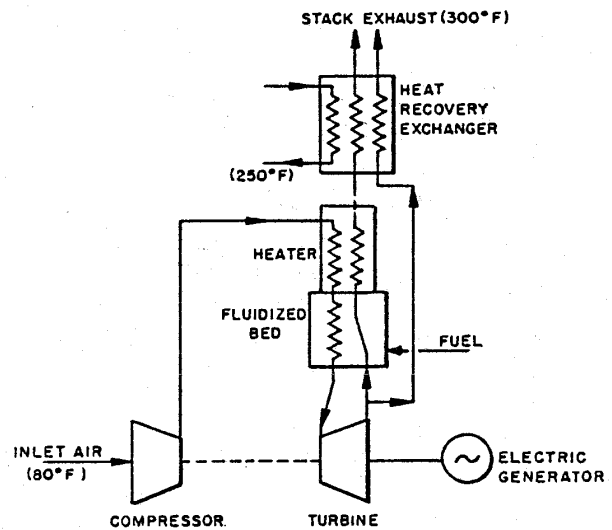 STACK EXHAUST (300°F)
HEAT
RECOVERY
EXCHANGER
(250°F)
HEATER
FLUIDIZED
BED
FUEL
INLET AIR
(80°F)
ELECTRIC
GENERATOR
COMPRESSOR
TURBINE